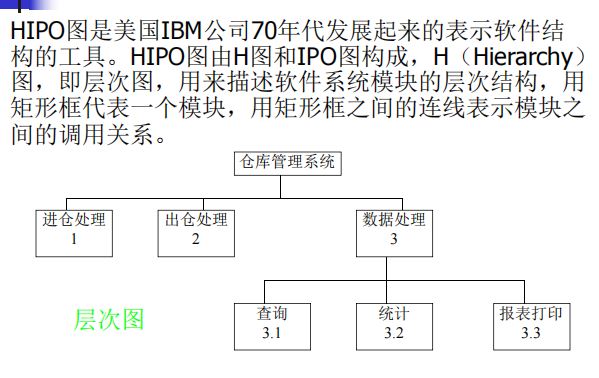 HIPO图是美国IBM公司70年代发展起来的表示软件结
构的工具。HIPO图由H图和IPO图构成，H（Hierarchy）
图，即层次图，用来描述软件系统模块的层次结构，用
矩形框代表一个模块，用矩形框之间的连线表示模块之
间的调用关系。
仓库管理系统
进仓处理
1
出仓处理
2
数据处理
3
查询
3.1
统计
3.2
报表打印
3.3
层次图